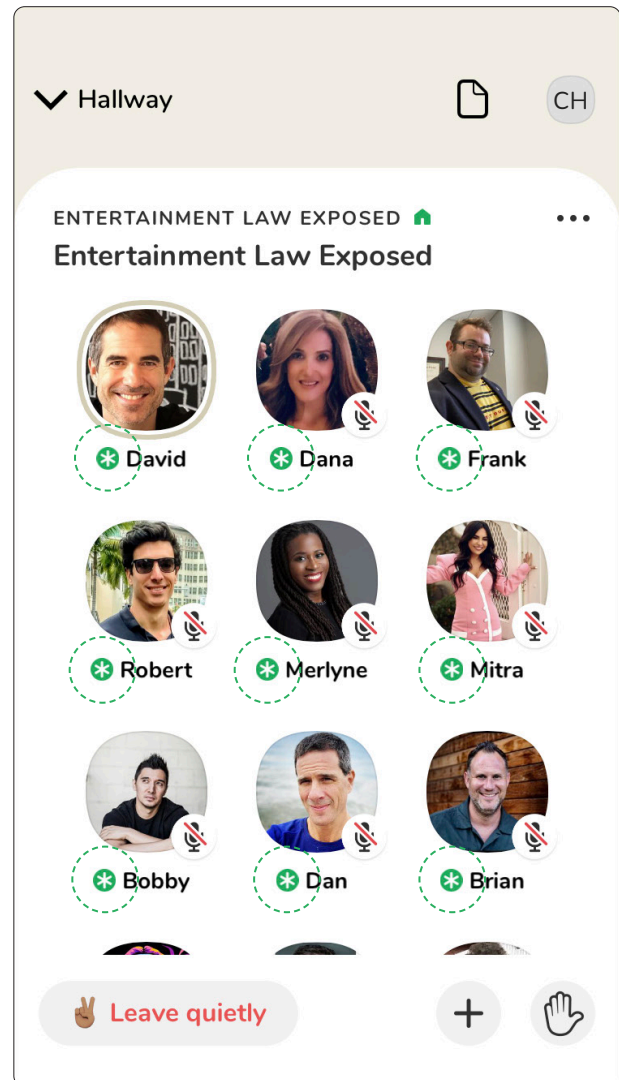 Hallway
CH
ENTERTAINMENT LAW EXPOSED
Entertainment Law Exposed
David Dana Frank
Robert Merlyne Mitra
Bobby Dan Brian
Leave quietly